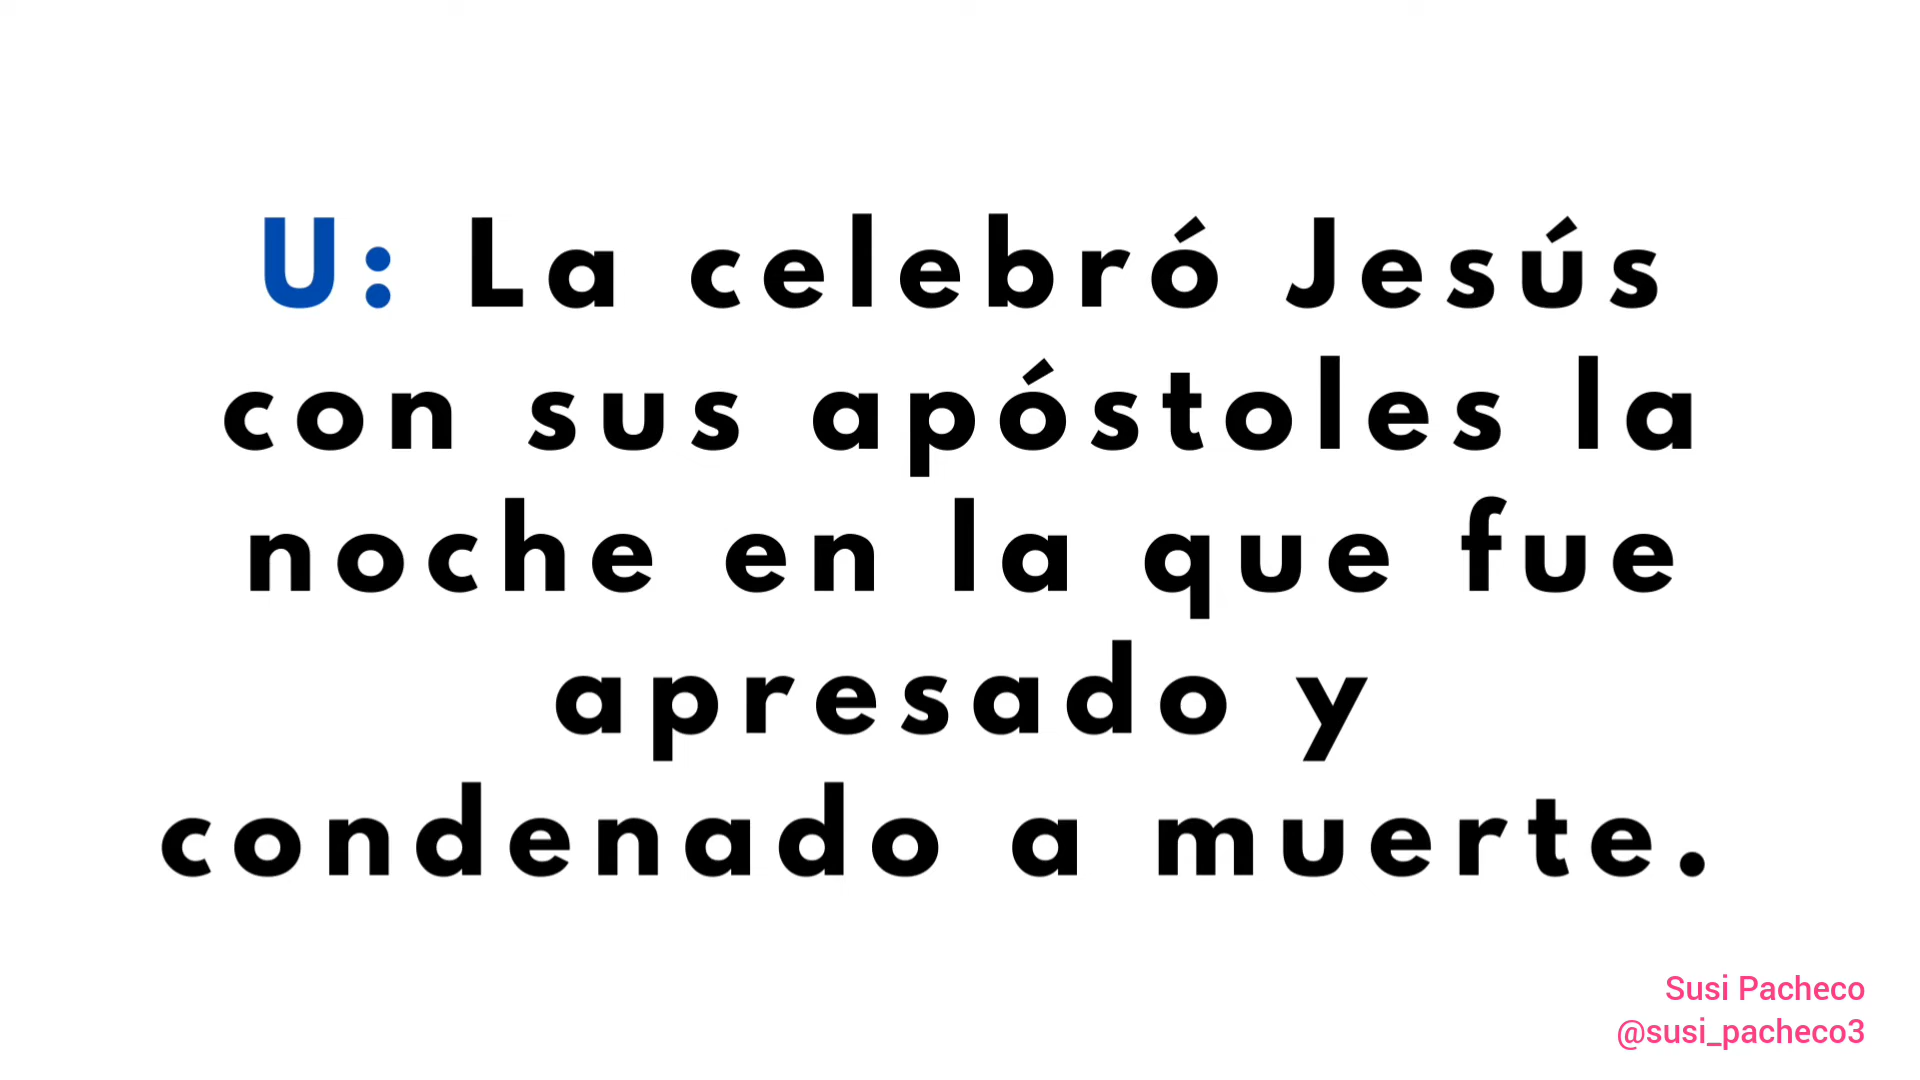 U: La celebró Jesús
con sus apóstoles la
noche en la que fue
apresado y
condenado a muerte.
Susi Pacheco
@susi_pacheco3